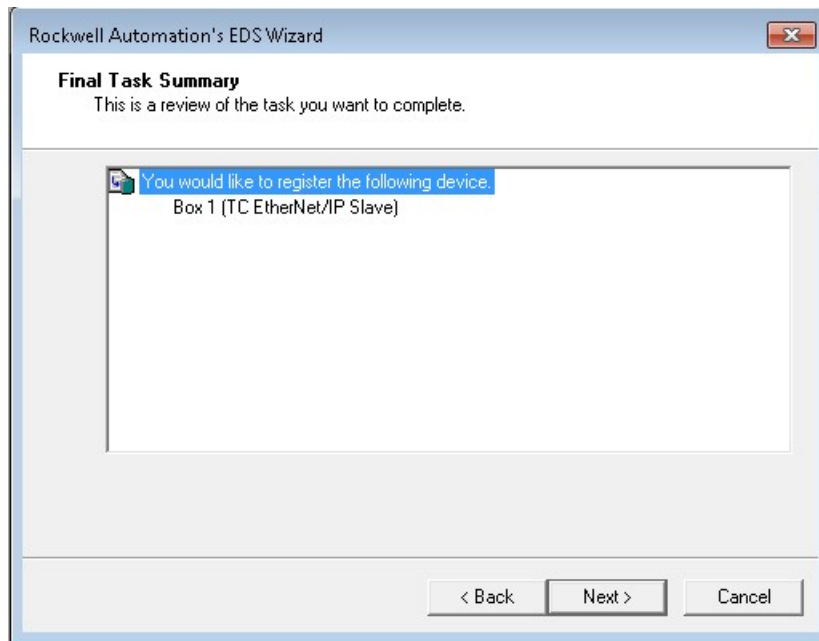 Rockwell Automation's EDS Wizard
Final Task Summary
This is a review of the task you want to complete.
You would like to register the following device.
Box 1 (TC EtherNet/IP Slave)
< Back
Next >
Cancel